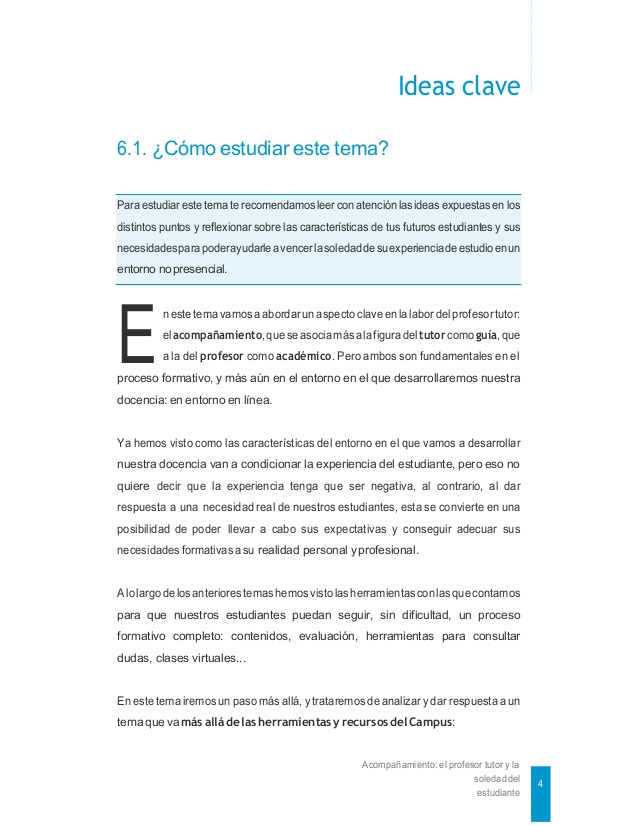 Ideas clave
6.1. ¿Cómo estudiar este tema?
Para estudiar este tema te recomendamos leer con atención las ideas expuestas en los
distintos puntos y reflexionar sobre las características de tus futuros estudiantes y sus
necesidades para poder ayudarle a vencer la soledad de su experiencia de estudio en un
entorno no presencial.
En este tema vamos a abordar un aspecto clave en la labor del profesor tutor:
el acompañamiento, que se asocia más a la figura del tutor como guía, que
a la del profesor como académico. Pero ambos son fundamentales en el
proceso formativo, y más aún en el entorno en el que desarrollaremos nuestra
docencia: en entorno en línea.
Ya hemos visto como las características del entorno en el que vamos a desarrollar
nuestra docencia van a condicionar la experiencia del estudiante, pero eso no
quiere decir que la experiencia tenga que ser negativa, al contrario, al dar
respuesta a una necesidad real de nuestros estudiantes, esta se convierte en una
posibilidad de poder llevar a cabo sus expectativas y conseguir adecuar sus
necesidades formativas a su realidad personal y profesional.
A lo largo de los anteriores temas hemos visto las herramientas con las que contamos
para que nuestros estudiantes puedan seguir, sin dificultad, un proceso
formativo completo: contenidos, evaluación, herramientas para consultar
dudas, clases virtuales...
En este tema iremos un paso más allá, y trataremos de analizar y dar respuesta a un
tema que va más allá de las herramientas y recursos del Campus:
Acompañamiento: el profesor tutor y la
soledad del
estudiante
4